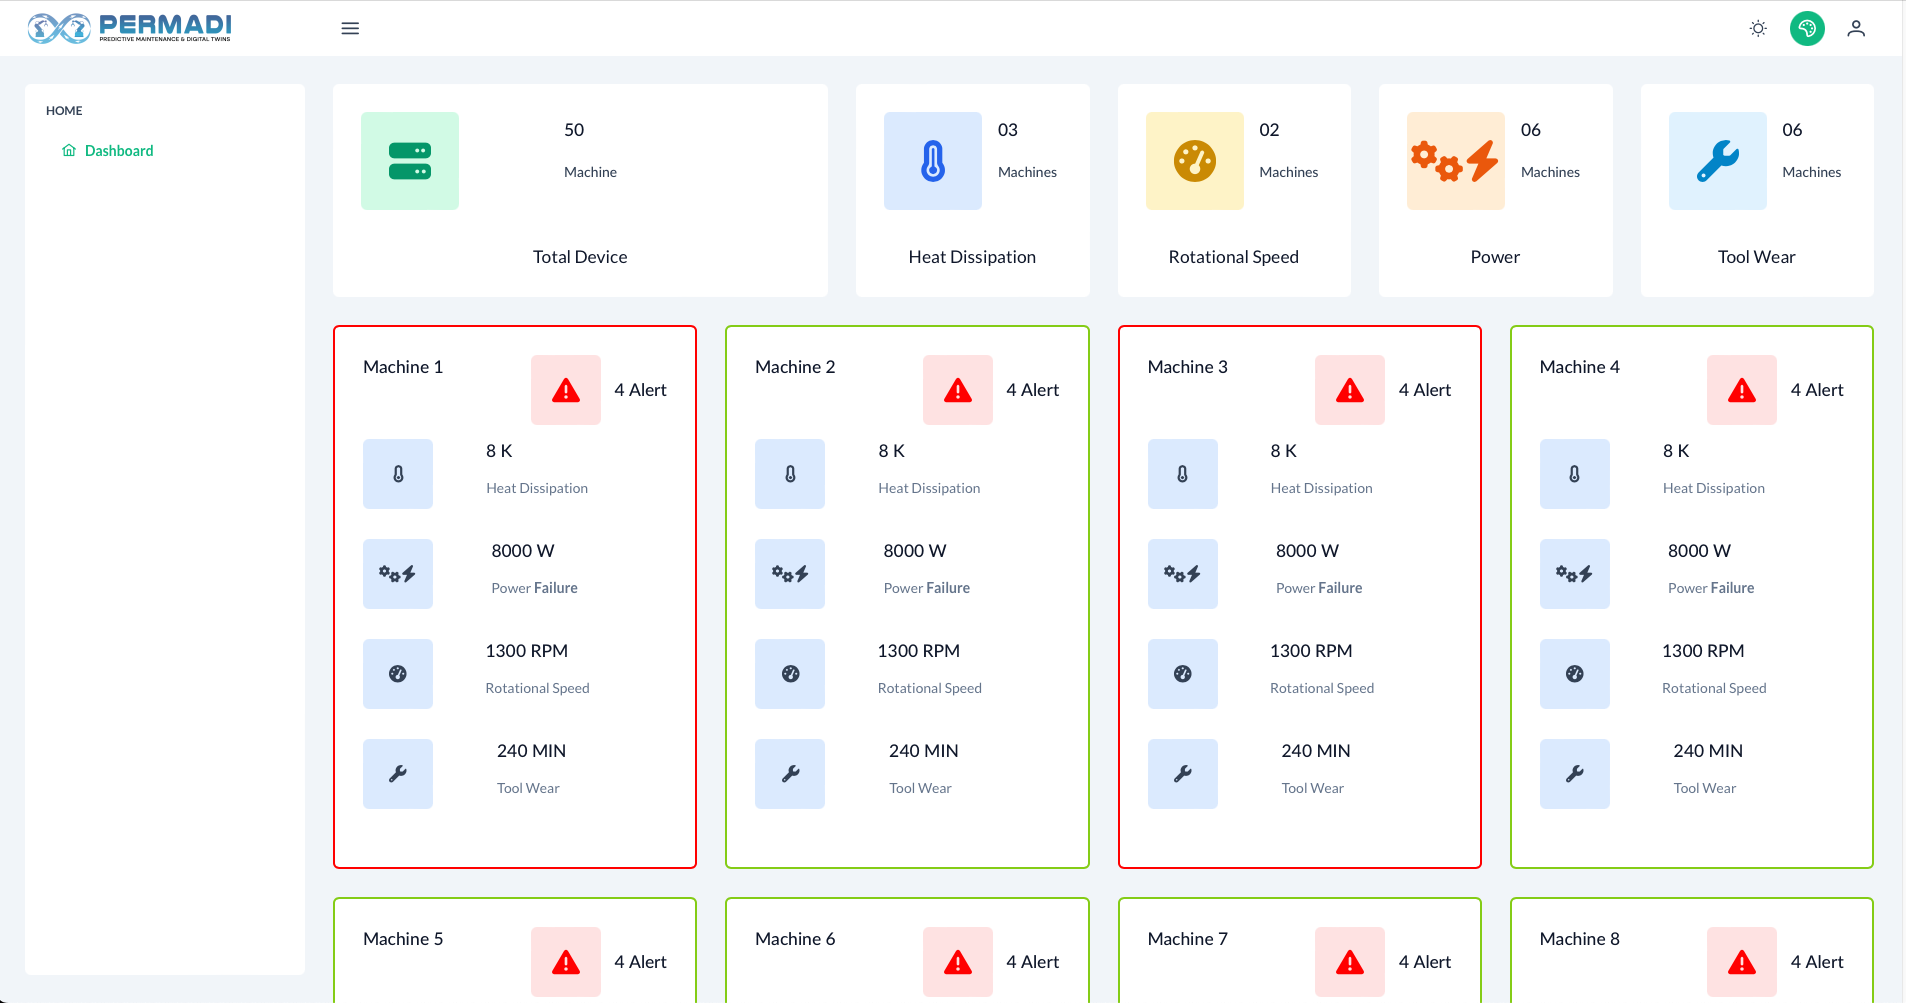 PERMADI
PREDICTIVE MAINTENANCE & DIGITAL TWINS
HOME
Dashboard
50
Machine
Total Device
03
Machines
Heat Dissipation
02
Machines
Rotational Speed
06
Machines
Power
06
Machines
Tool Wear
Machine 1
4 Alert
8 K
Heat Dissipation
8000 W
Power Failure
1300 RPM
Rotational Speed
240 MIN
Tool Wear
Machine 2
4 Alert
8 K
Heat Dissipation
8000 W
Power Failure
1300 RPM
Rotational Speed
240 MIN
Tool Wear
Machine 3
4 Alert
8 K
Heat Dissipation
8000 W
Power Failure
1300 RPM
Rotational Speed
240 MIN
Tool Wear
Machine 4
4 Alert
8 K
Heat Dissipation
8000 W
Power Failure
1300 RPM
Rotational Speed
240 MIN
Tool Wear
Machine 5
4 Alert
Machine 6
4 Alert
Machine 7
4 Alert
Machine 8
4 Alert